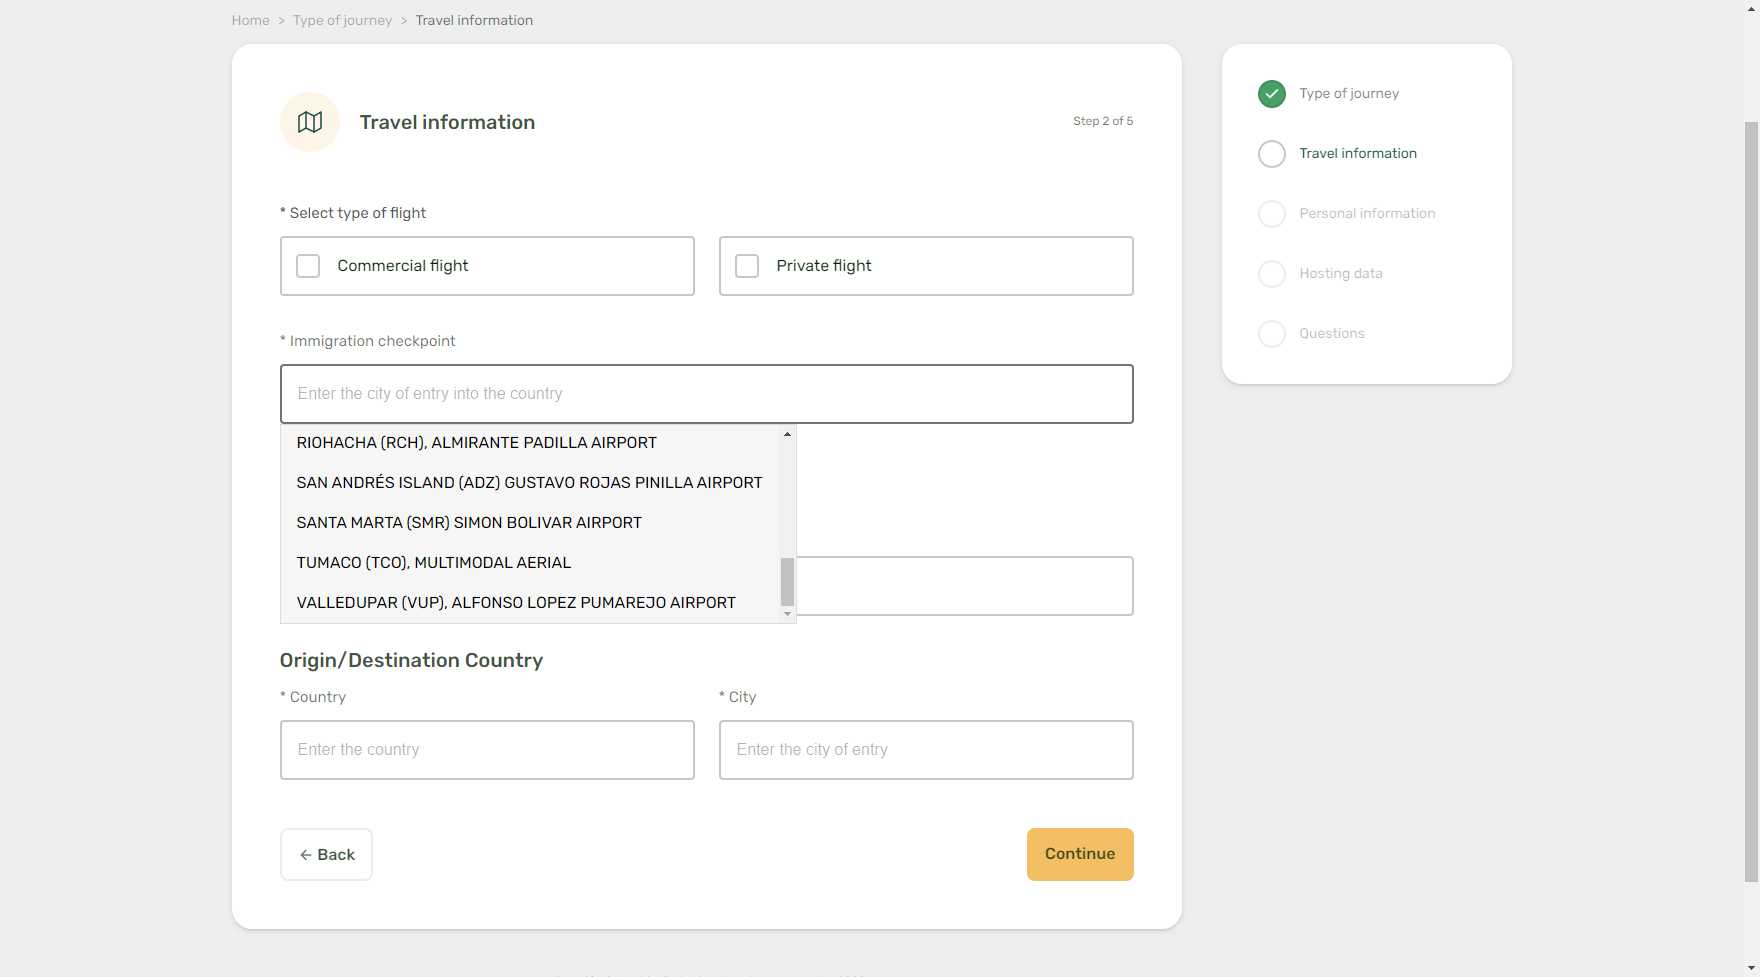 Home > Type of journey > Travel information
Travel information
Step 2 of 5
* Select type of flight
Commercial flight
Private flight
* Immigration checkpoint
Enter the city of entry into the country
RIOHACHA (RCH), ALMIRANTE PADILLA AIRPORT
SAN ANDRÉS ISLAND (ADZ) GUSTAVO ROJAS PINILLA AIRPORT
SANTA MARTA (SMR) SIMON BOLIVAR AIRPORT
TUMACO (TCO), MULTIMODAL AERIAL
VALLEDUPAR (VUP), ALFONSO LOPEZ PUMAREJO AIRPORT
Origin/Destination Country
* Country
* City
Enter the country
Enter the city of entry
← Back
Continue
Type of journey
Travel information
Personal information
Hosting data
Questions